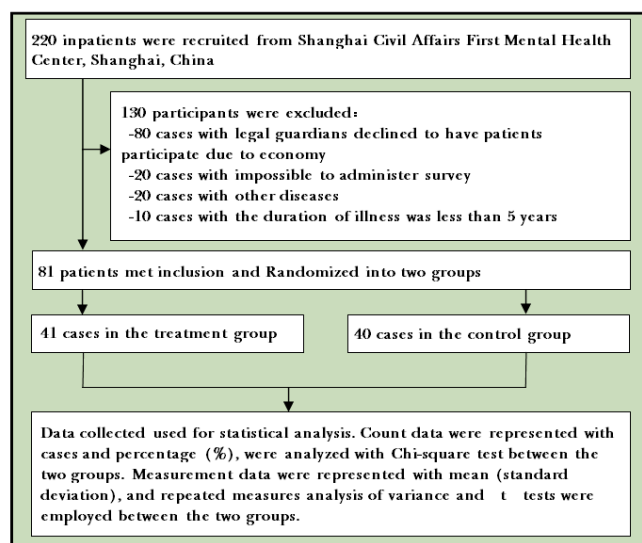 220 inpatients were recruited from Shanghai Civil Affairs First Mental Health
Center, Shanghai, China
130 participants were excluded:
-80 cases with legal guardians declined to have patients
participate due to economy
-20 cases with impossible to administer survey
-20 cases with other diseases
-10 cases with the duration of illness was less than 5 years
81 patients met inclusion and Randomized into two groups
41 cases in the treatment group
40 cases in the control group
Data collected used for statistical analysis. Count data were represented with
cases and percentage (%), were analyzed with Chi-square test between the
two groups. Measurement data were represented with mean (standard
deviation), and repeated measures analysis of variance and t tests were
employed between the two groups.